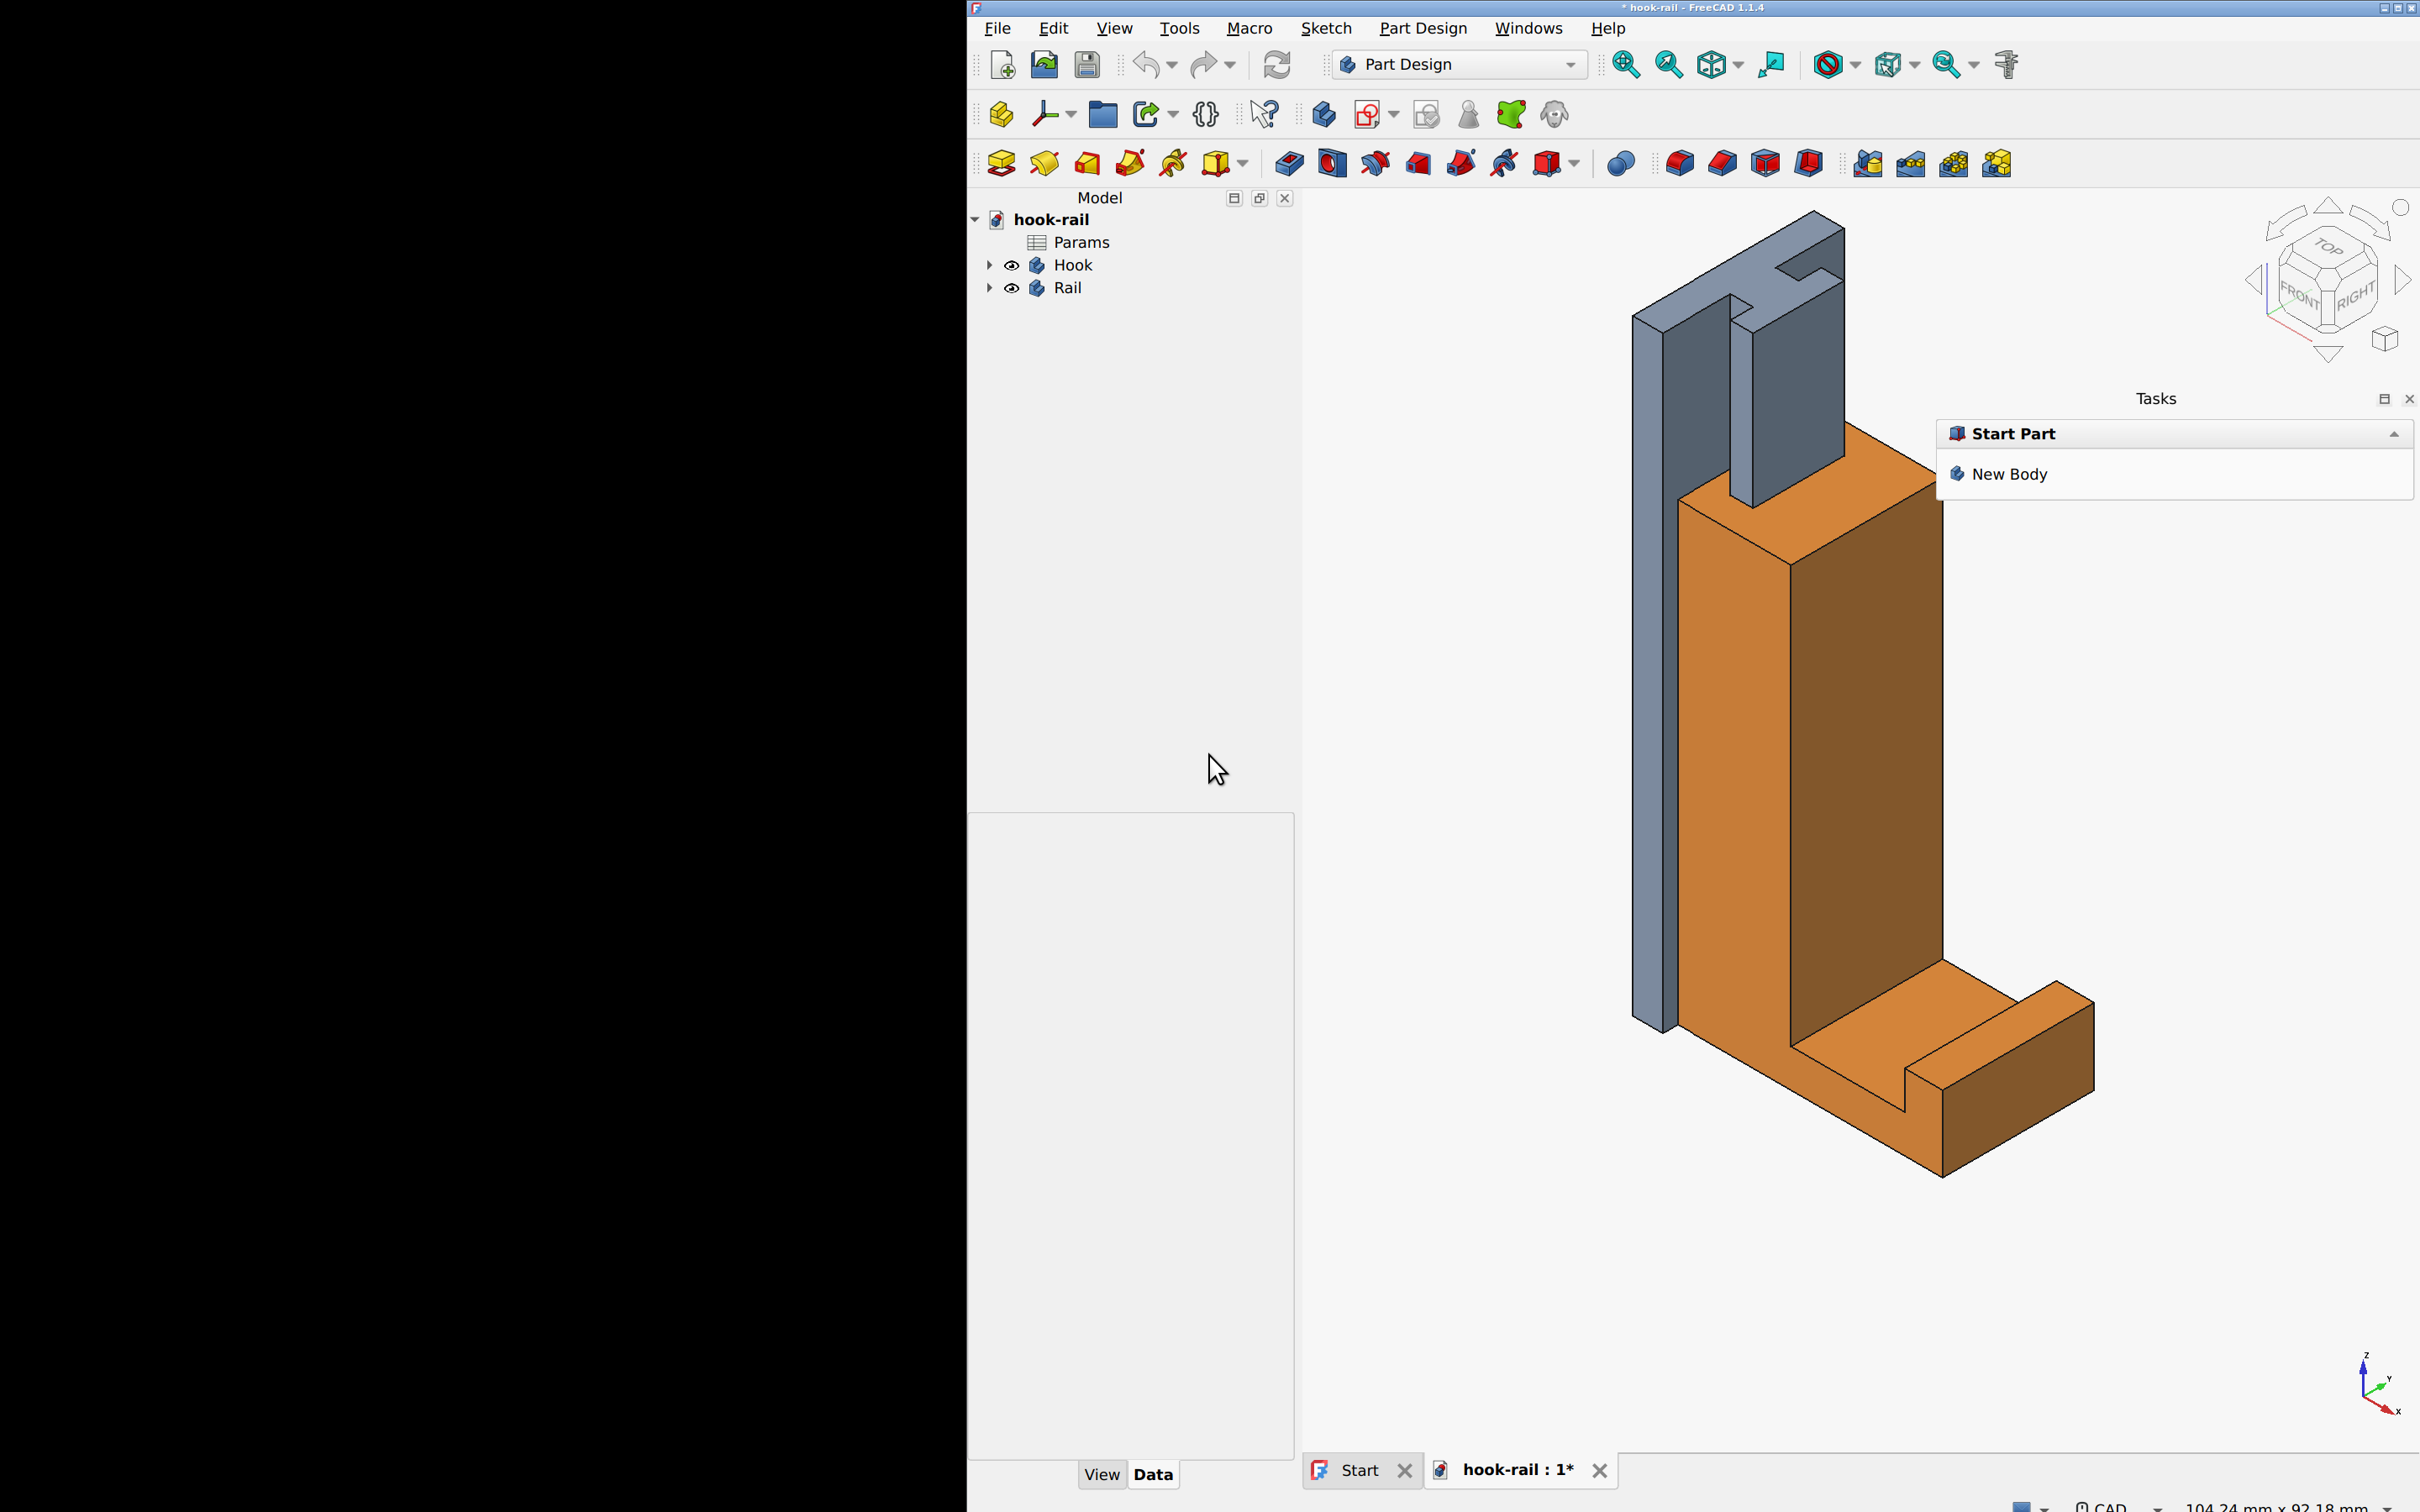 * hook-rail - FreeCAD 1.1.4
File Edit View Tools Macro Sketch Part Design Windows Help
Part Design
Model
hook-rail
Params
Hook
Rail
TOP
FRONT
RIGHT
Tasks
Start Part
New Body
Z
Y
X
View
Data
Start
hook-rail : 1*
CAD
104.24 mm x 92.18 mm